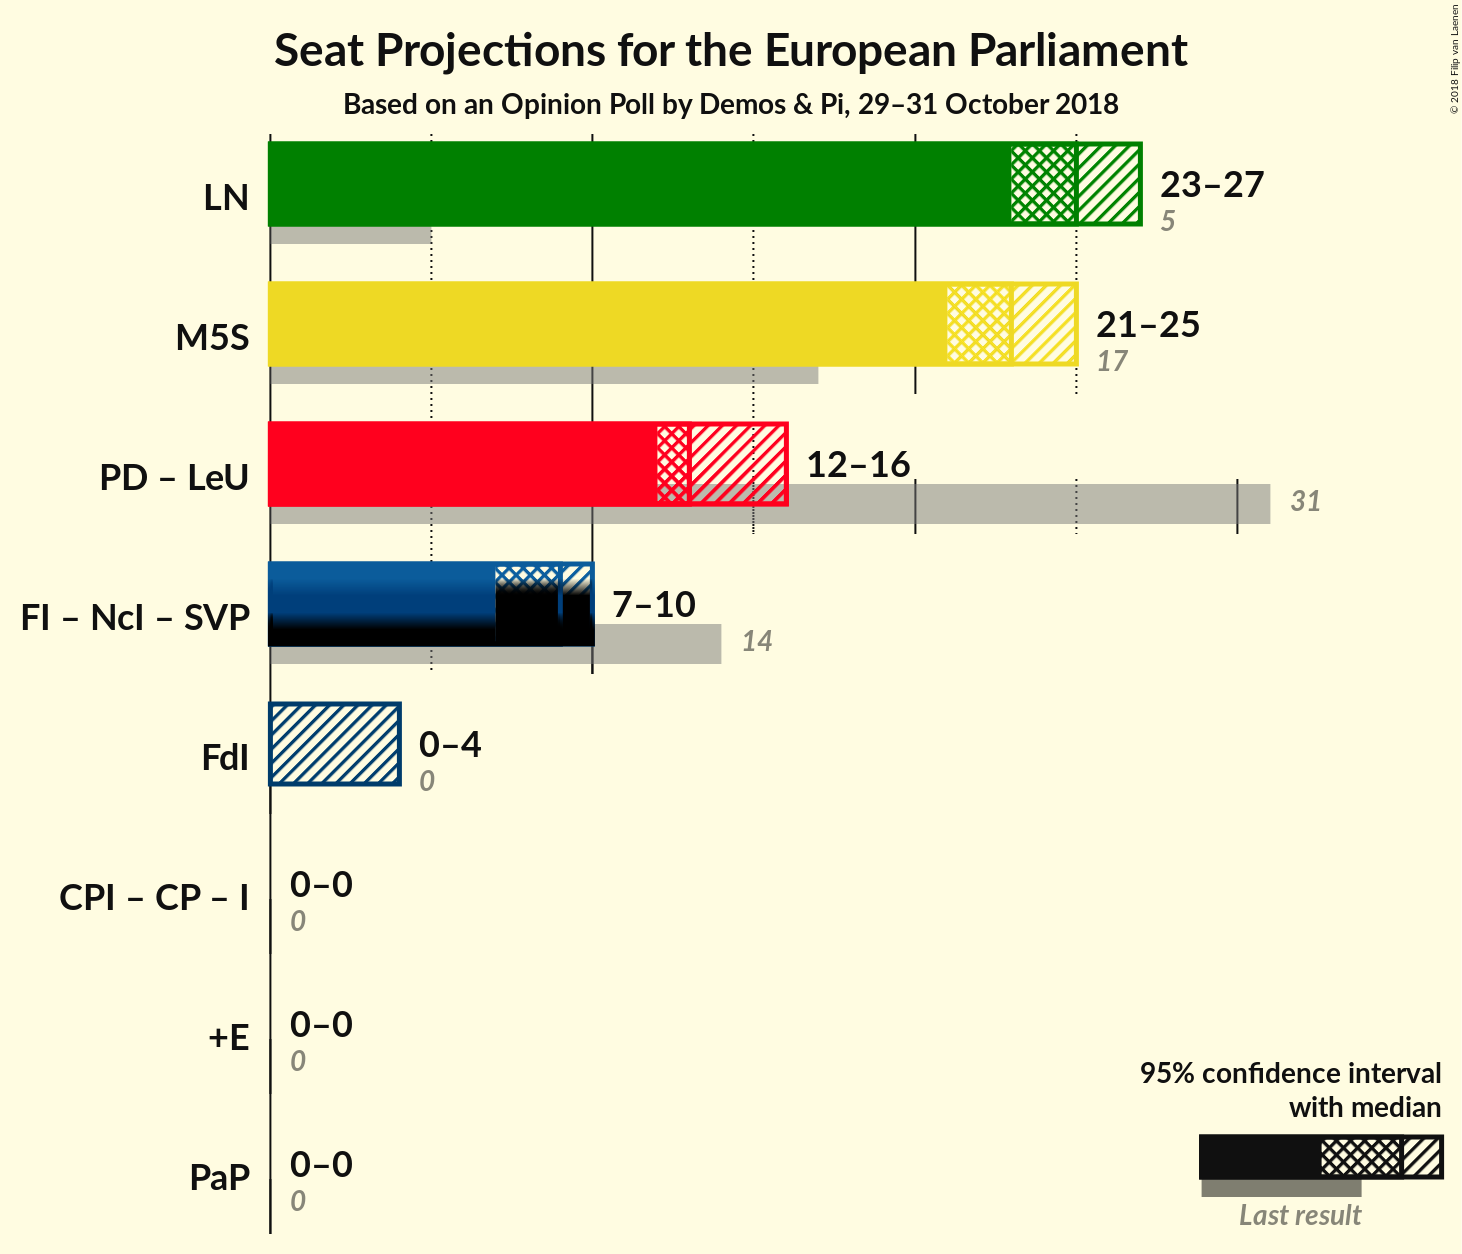 Seat Projections for the European Parliament
Based on an Opinion Poll by Demos & Pi, 29–31 October 2018
© 2018 Filip van Laenen
LN
23–27
5
M5S
21–25
17
PD – LeU
12–16
31
FI – NcI – SVP
7–10
14
FdI
0–4
0
CPI – CP – I
0–0
0
+E
0–0
0
PaP
0–0
0
95% confidence interval
with median
Last result